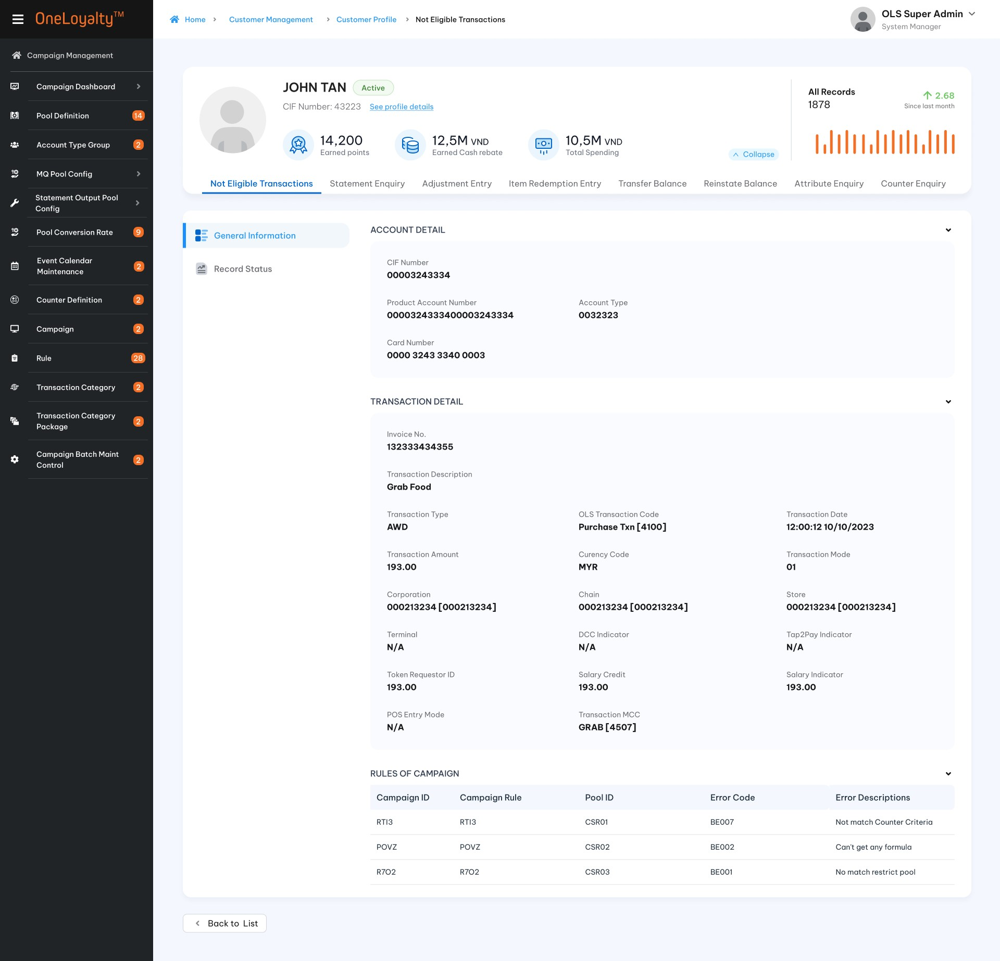 OneLoyalty™
Home
Customer Management
Customer Profile
Not Eligible Transactions
OLS Super Admin
System Manager
Campaign Management
Campaign Dashboard
Pool Definition
14
Account Type Group
2
MQ Pool Config
Statement Output Pool
Config
Pool Conversion Rate
9
Event Calendar
Maintenance
2
Counter Definition
2
Campaign
2
Rule
28
Transaction Category
2
Transaction Category
Package
2
Campaign Batch Maint
Control
2
JOHN TAN
Active
CIF Number: 43223
See profile details
14,200
Earned points
12,5M VND
Earned Cash rebate
10,5M VND
Total Spending
Collapse
All Records
1878
2.68
Since last month
Not Eligible Transactions
Statement Enquiry
Adjustment Entry
Item Redemption Entry
Transfer Balance
Reinstate Balance
Attribute Enquiry
Counter Enquiry
General Information
Record Status
ACCOUNT DETAIL
CIF Number
00003243334
Product Account Number
0000324333400003243334
Account Type
0032323
Card Number
0000 3243 3340 0003
TRANSACTION DETAIL
Invoice No.
132333434355
Transaction Description
Grab Food
Transaction Type
AWD
OLS Transaction Code
Purchase Txn [4100]
Transaction Date
12:00:12 10/10/2023
Transaction Amount
193.00
Curency Code
MYR
Transaction Mode
01
Corporation
000213234 [000213234]
Chain
000213234 [000213234]
Store
000213234 [000213234]
Terminal
N/A
DCC Indicator
N/A
Tap2Pay Indicator
N/A
Token Requestor ID
193.00
Salary Credit
193.00
Salary Indicator
193.00
POS Entry Mode
N/A
Transaction MCC
GRAB [4507]
RULES OF CAMPAIGN
Campaign ID Campaign Rule Pool ID Error Code Error Descriptions
RTI3 RTI3 CSR01 BE007 Not match Counter Criteria
POVZ POVZ CSR02 BE002 Can't get any formula
R7O2 R7O2 CSR03 BE001 No match restrict pool
Back to List